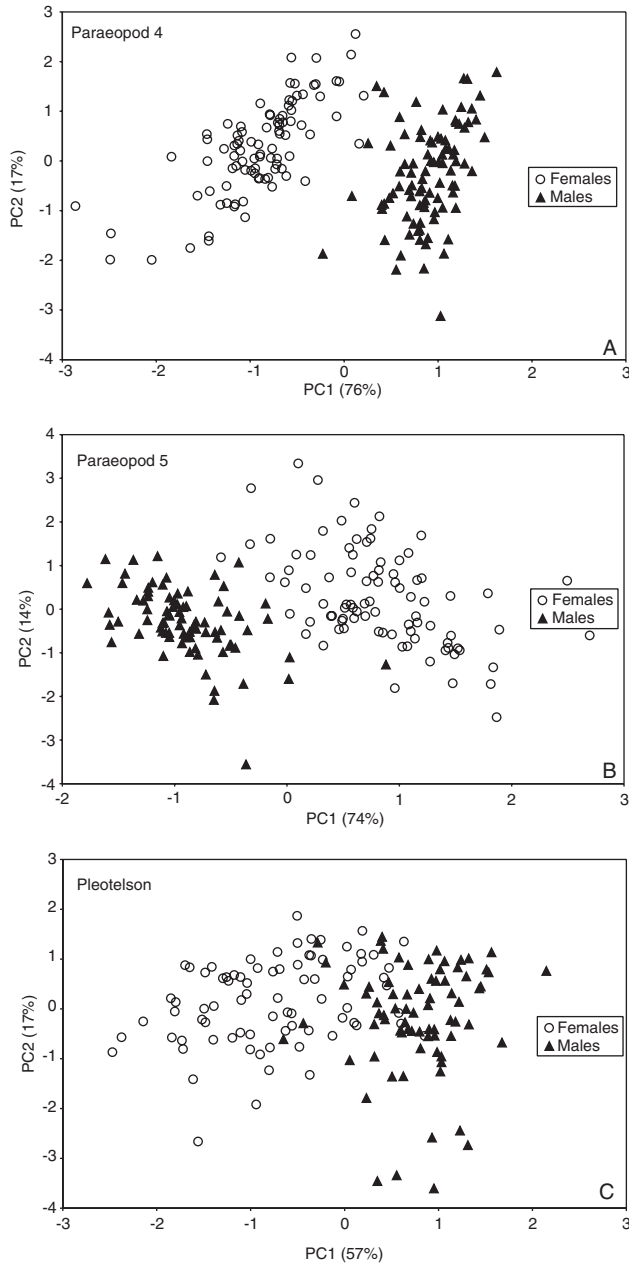 Paraeopod 4
3
2
1
0
-1
-2
-3
-4
PC2 (17%)
-3
-2
-1
0
1
2
3
PC1 (76%)
Females
Males
A
Paraeopod 5
4
3
2
1
0
-1
-2
-3
-4
PC2 (14%)
-2
-1
0
1
2
3
PC1 (74%)
Females
Males
B
Pleotelson
3
2
1
0
-1
-2
-3
-4
PC2 (17%)
-3
-2
-1
0
1
2
3
PC1 (57%)
Females
Males
C